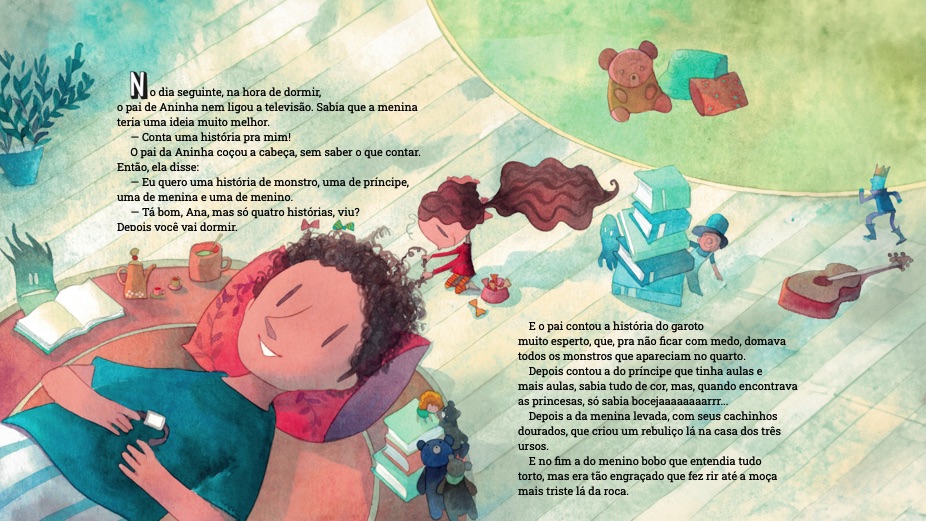 No dia seguinte, na hora de dormir,
o pai de Aninha nem ligou a televisão. Sabia que a menina
teria uma ideia muito melhor.
— Conta uma história pra mim!
O pai da Aninha coçou a cabeça, sem saber o que contar.
Então, ela disse:
— Eu quero uma história de monstro, uma de príncipe,
uma de menina e uma de menino.
— Tá bom, Ana, mas só quatro histórias, viu?
Depois você vai dormir.
E o pai contou a história do garoto
muito esperto, que, pra não ficar com medo, domava
todos os monstros que apareciam no quarto.
Depois contou a do príncipe que tinha aulas e
mais aulas, sabia tudo de cor, mas, quando encontrava
as princesas, só sabia bocejaaaaaaaarrr...
Depois a da menina levada, com seus cachinhos
dourados, que criou um rebuliço lá na casa dos três
ursos.
E no fim a do menino bobo que entendia tudo
torto, mas era tão engraçado que fez rir até a moça
mais triste lá da roca.